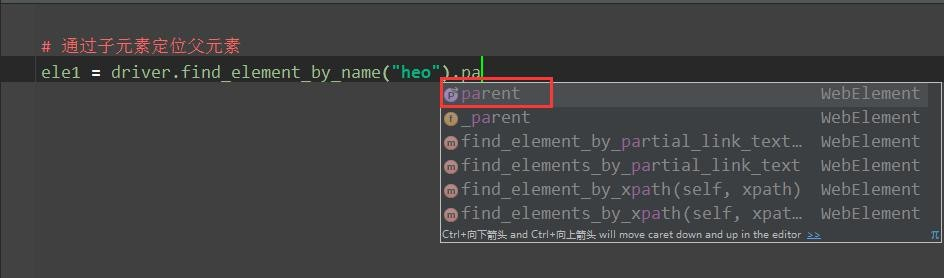 # 通过子元素定位父元素
ele1 = driver.find_element_by_name("heo").pa
parent WebElement
_parent WebElement
find_element_by_partial_link_text… WebElement
find_elements_by_partial_link_text WebElement
find_element_by_xpath(self, xpath) WebElement
find_elements_by_xpath(self, xpat… WebElement
Ctrl+向下箭头 and Ctrl+向上箭头 will move caret down and up in the editor >> π